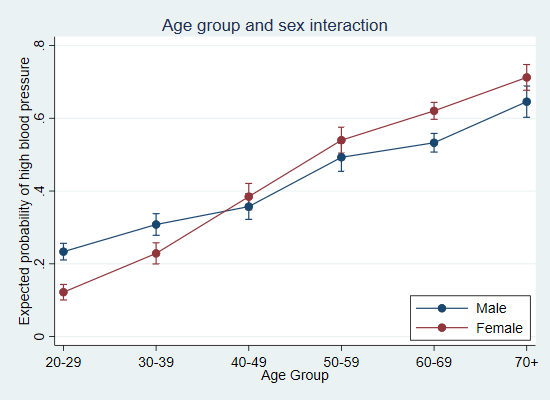 Age group and sex interaction
Expected probability of high blood pressure
.8
.6
.4
.2
0
20-29 30-39 40-49 50-59 60-69 70+
Age Group
Male
Female